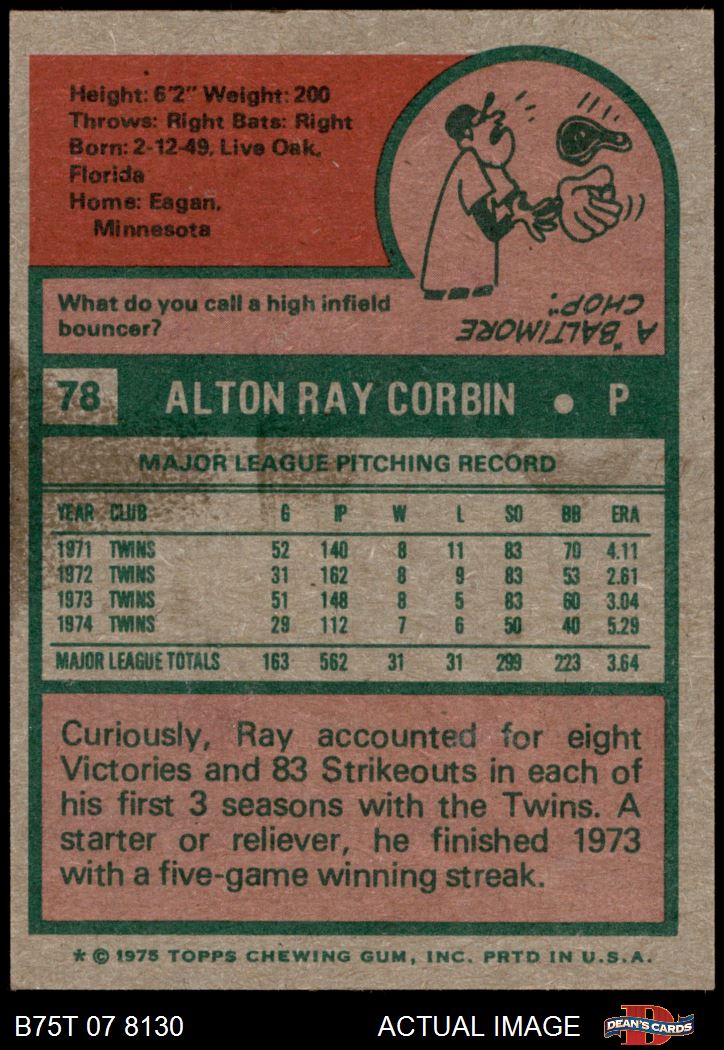 Height: 6'2" Weight: 200
Throws: Right Bats: Right
Born: 2-12-49, Live Oak,
Florida
Home: Eagan,
Minnesota
What do you call a high infield
bouncer?
A "BALTIMORE
CHOP".
78 ALTON RAY CORBIN • P
MAJOR LEAGUE PITCHING RECORD
YEAR CLUB G IP W L SO BB ERA
1971 TWINS 52 140 8 11 83 70 4.11
1972 TWINS 31 162 8 9 83 53 2.61
1973 TWINS 51 148 8 5 83 60 3.04
1974 TWINS 29 112 7 6 50 40 5.29
MAJOR LEAGUE TOTALS 163 562 31 31 299 223 3.64
Curiously, Ray accounted for eight
Victories and 83 Strikeouts in each of
his first 3 seasons with the Twins. A
starter or reliever, he finished 1973
with a five-game winning streak.
* © 1975 TOPPS CHEWING GUM, INC. PRTD IN U.S.A.
B75T 07 8130 ACTUAL IMAGE D DEAN'S CARDS